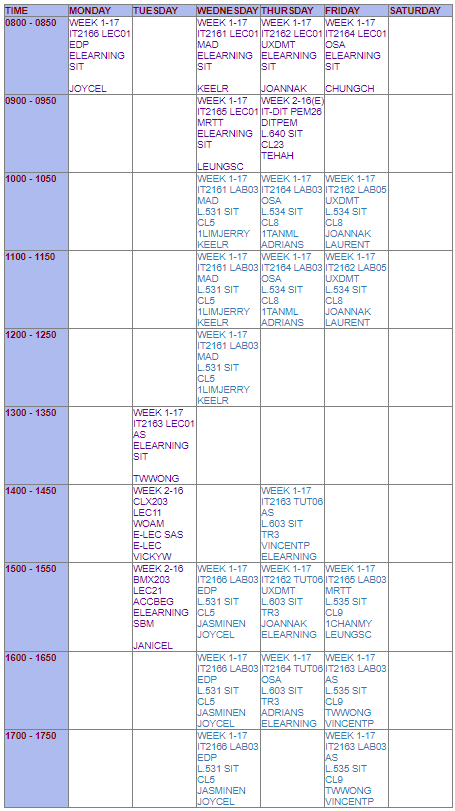 TIME MONDAY TUESDAY WEDNESDAY THURSDAY FRIDAY SATURDAY
0800 - 0850
WEEK 1-17
IT2166 LEC01
EDP
ELEARNING
SIT
JOYCEL
WEEK 1-17
IT2161 LEC01
MAD
ELEARNING
SIT
KEELR
WEEK 1-17
IT2162 LEC01
UXDMT
ELEARNING
SIT
JOANNAK
WEEK 1-17
IT2164 LEC01
OSA
ELEARNING
SIT
CHUNGCH
0900 - 0950
WEEK 1-17
IT2165 LEC01
MRTT
ELEARNING
SIT
LEUNGSC
WEEK 2-16(E)
IT-DIT PEM26
DITPEM
L.640 SIT
CL23
TEHAH
1000 - 1050
WEEK 1-17
IT2161 LAB03
MAD
L.531 SIT
CL5
1LIMJERRY
KEELR
WEEK 1-17
IT2164 LAB03
OSA
L.534 SIT
CL8
1TANML
ADRIANS
WEEK 1-17
IT2162 LAB05
UXDMT
L.534 SIT
CL8
JOANNAK
LAURENT
1100 - 1150
WEEK 1-17
IT2161 LAB03
MAD
L.531 SIT
CL5
1LIMJERRY
KEELR
WEEK 1-17
IT2164 LAB03
OSA
L.534 SIT
CL8
1TANML
ADRIANS
WEEK 1-17
IT2162 LAB05
UXDMT
L.534 SIT
CL8
JOANNAK
LAURENT
1200 - 1250
WEEK 1-17
IT2161 LAB03
MAD
L.531 SIT
CL5
1LIMJERRY
KEELR
1300 - 1350
WEEK 1-17
IT2163 LEC01
AS
ELEARNING
SIT
TWWONG
1400 - 1450
WEEK 2-16
CLX203
LEC11
WOAM
E-LEC SAS
E-LEC
VICKYW
WEEK 1-17
IT2163 TUT06
AS
L.603 SIT
TR3
VINCENTP
ELEARNING
1500 - 1550
WEEK 2-16
BMX203
LEC21
ACCBEG
ELEARNING
SBM
JANICEL
WEEK 1-17
IT2166 LAB03
EDP
L.531 SIT
CL5
JASMINEN
JOYCEL
WEEK 1-17
IT2162 TUT06
UXDMT
L.603 SIT
TR3
JOANNAK
ELEARNING
WEEK 1-17
IT2165 LAB03
MRTT
L.535 SIT
CL9
1CHANMY
LEUNGSC
1600 - 1650
WEEK 1-17
IT2166 LAB03
EDP
L.531 SIT
CL5
JASMINEN
JOYCEL
WEEK 1-17
IT2164 TUT06
OSA
L.603 SIT
TR3
ADRIANS
ELEARNING
WEEK 1-17
IT2163 LAB03
AS
L.535 SIT
CL9
TWWONG
VINCENTP
1700 - 1750
WEEK 1-17
IT2166 LAB03
EDP
L.531 SIT
CL5
JASMINEN
JOYCEL
WEEK 1-17
IT2163 LAB03
AS
L.535 SIT
CL9
TWWONG
VINCENTP